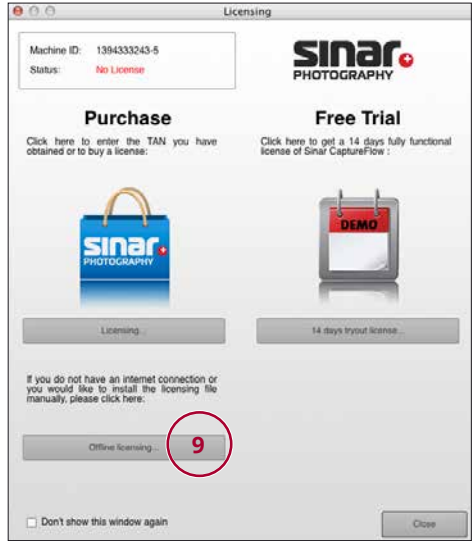 Licensing
Machine ID: 1394333243-5
Status: No License
sinar
PHOTOGRAPHY
Purchase
Click here to enter the TAN you have
obtained or to buy a license:
sinar
PHOTOGRAPHY
Licensing...
Free Trial
Click here to get a 14 days fully functional
license of Sinar CaptureFlow :
DEMO
14 days tryout license...
If you do not have an internet connection or
you would like to install the licensing file
manually, please click here:
Offline licensing...
9
Don't show this window again
Close